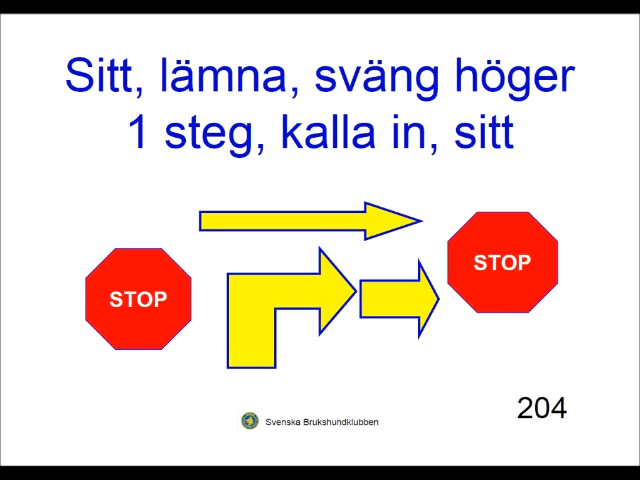 Sitt, lämna, sväng höger
1 steg, kalla in, sitt
STOP
STOP
204
Svenska Brukshundklubben